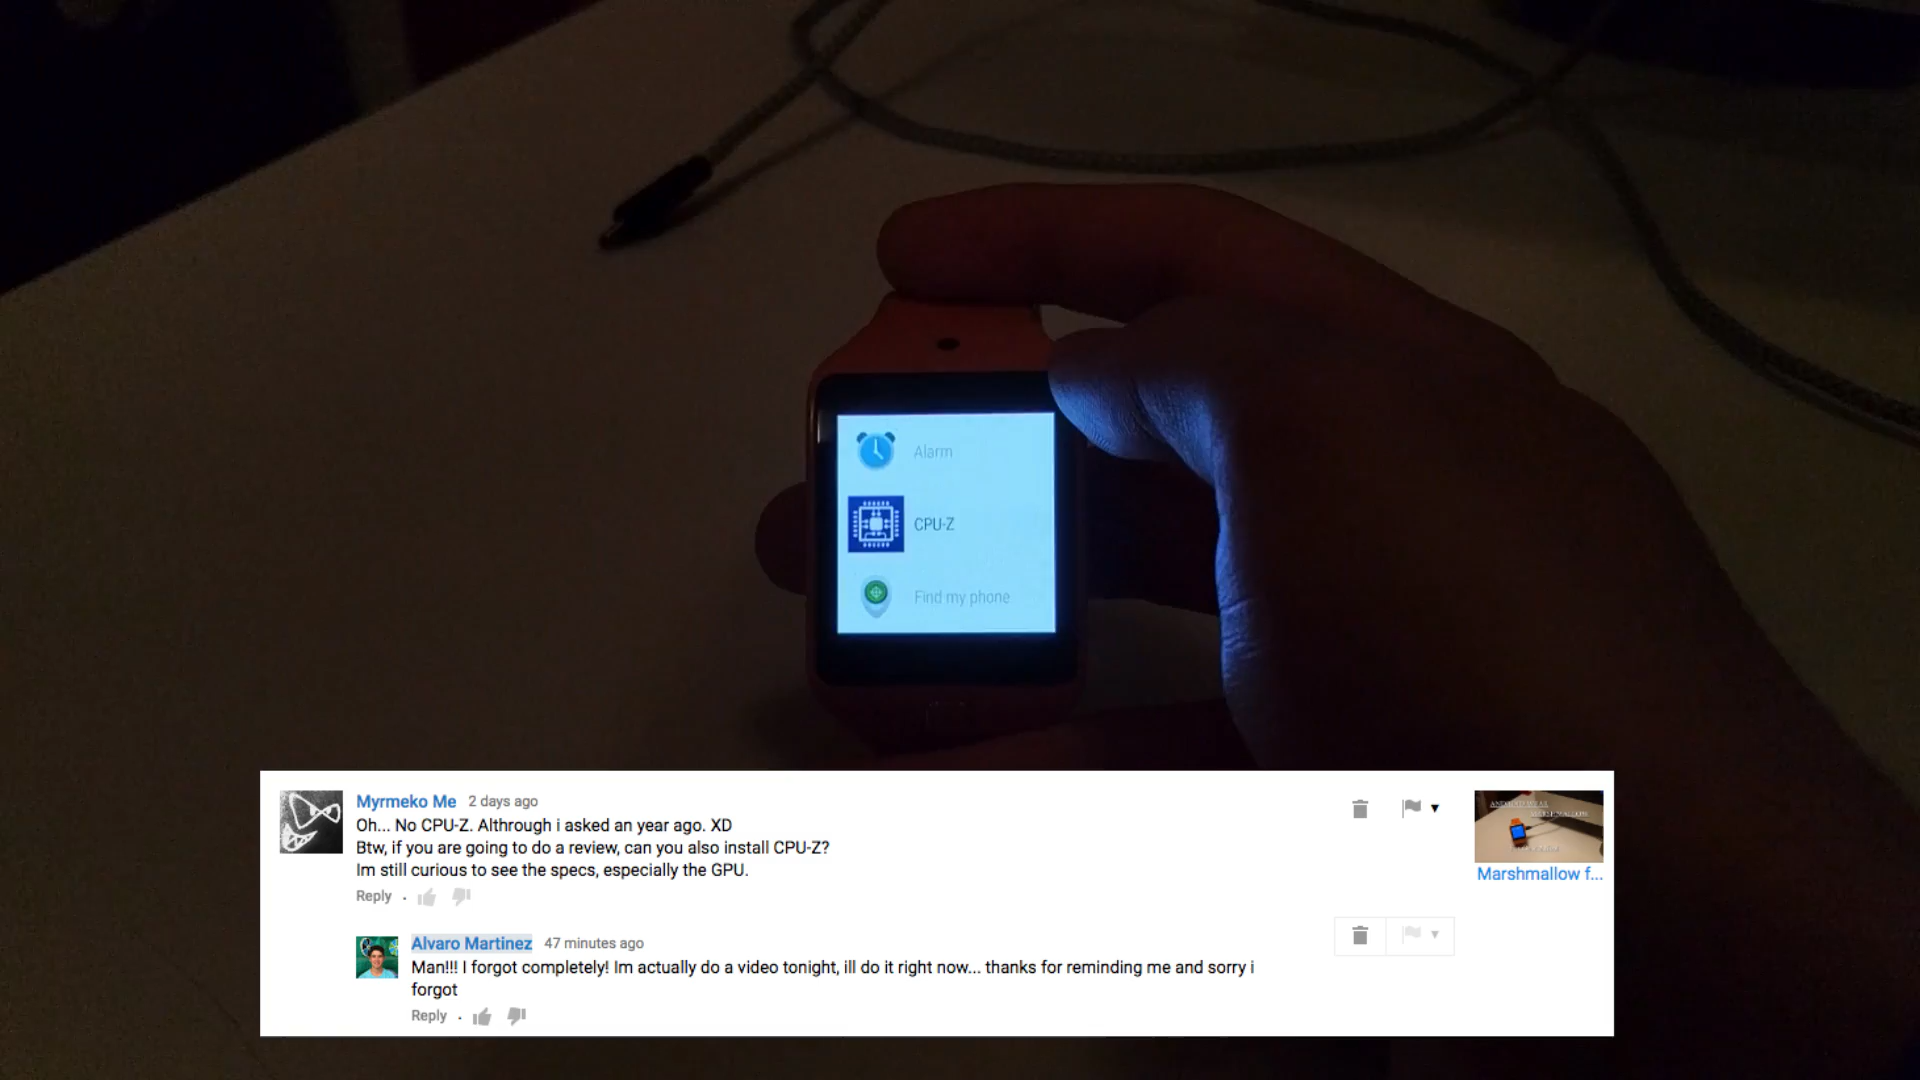 Alarm
CPU-Z
Find my phone
Myrmeko Me 2 days ago
Oh... No CPU-Z. Althrough i asked an year ago. XD
Btw, if you are going to do a review, can you also install CPU-Z?
Im still curious to see the specs, especially the GPU.
Reply
Marshmallow f...
Alvaro Martinez 47 minutes ago
Man!!! I forgot completely! Im actually do a video tonight, ill do it right now... thanks for reminding me and sorry i
forgot
Reply